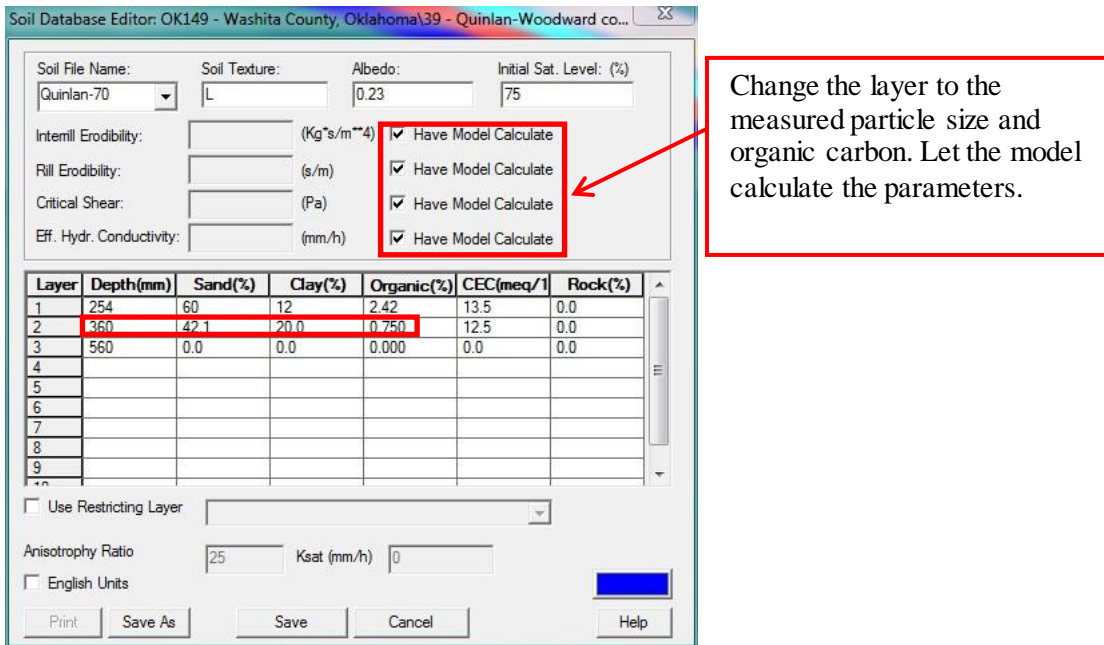 Soil Database Editor: OK149 - Washita County, Oklahoma\39 - Quinlan-Woodward co...
Soil File Name: Soil Texture: Albedo: Initial Sat. Level: (%)
Quinlan-70 L 0.23 75
Interrill Erodibility: (Kg*s/m**4) Have Model Calculate
Rill Erodibility: (s/m) Have Model Calculate
Critical Shear: (Pa) Have Model Calculate
Eff. Hydr. Conductivity: (mm/h) Have Model Calculate
Change the layer to the
measured particle size and
organic carbon. Let the model
calculate the parameters.
Layer Depth(mm) Sand(%) Clay(%) Organic(%) CEC(meq/1 Rock(%)
1 254 60 12 2.42 13.5 0.0
2 360 42.1 20.0 0.750 12.5 0.0
3 560 0.0 0.0 0.000 0.0 0.0
4
5
6
7
8
9
10
Use Restricting Layer
Anisotrophy Ratio 25 Ksat (mm/h) 0
English Units
Print Save As Save Cancel Help